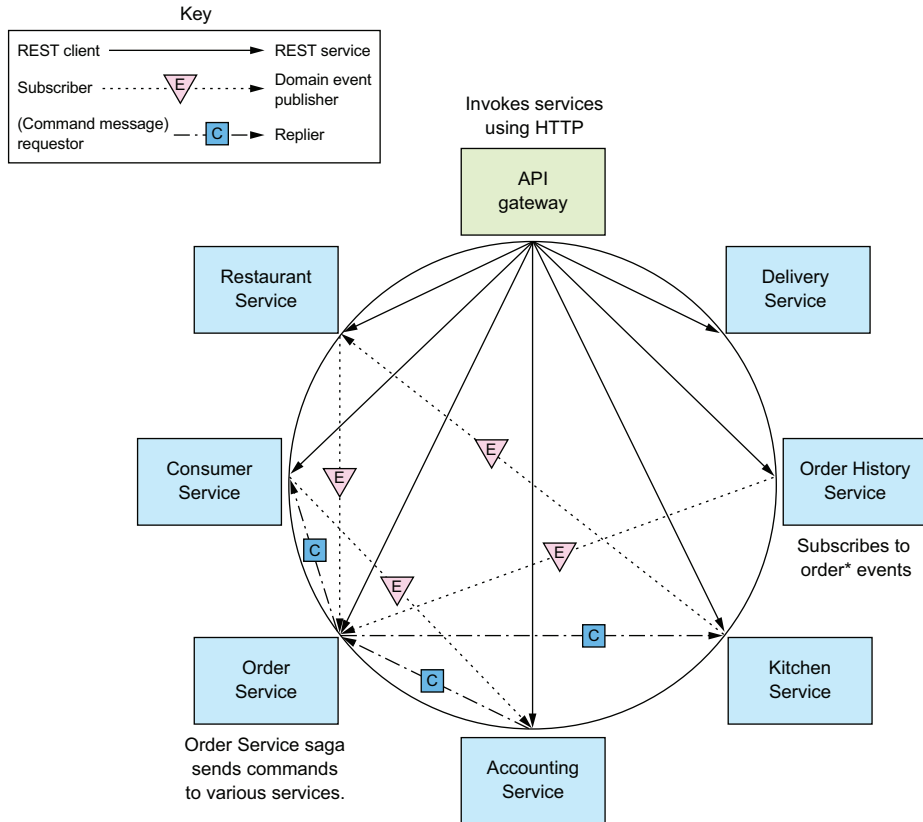 Key
REST client
REST service
Subscriber
E
Domain event
publisher
(Command message)
requestor
C
Replier
Invokes services
using HTTP
API
gateway
Restaurant
Service
Delivery
Service
Consumer
Service
E
E
Order History
Service
Subscribes to
order* events
C
E
E
Order
Service
C
C
Kitchen
Service
Order Service saga
sends commands
to various services.
Accounting
Service